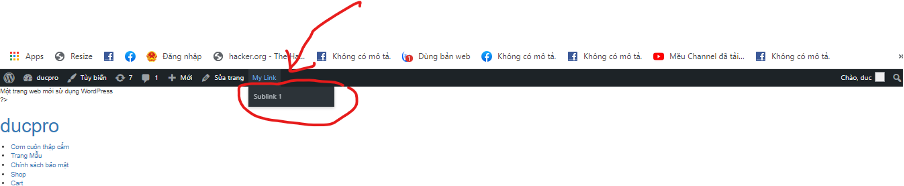 Apps Resize Đăng nhập hacker.org - The Ha... Không có mô tả. Dùng bản web Không có mô tả. Không có mô tả. Mêu Channel đã tải... Không có mô tả.
ducpro Tùy biến 7 1 Mới Sửa trang My Link Chào, duc
Sublink 1
Một trang web mới sử dụng WordPress
?>
ducpro
Cơm cuộn thập cẩm
Trang Mẫu
Chính sách bảo mật
Shop
Cart